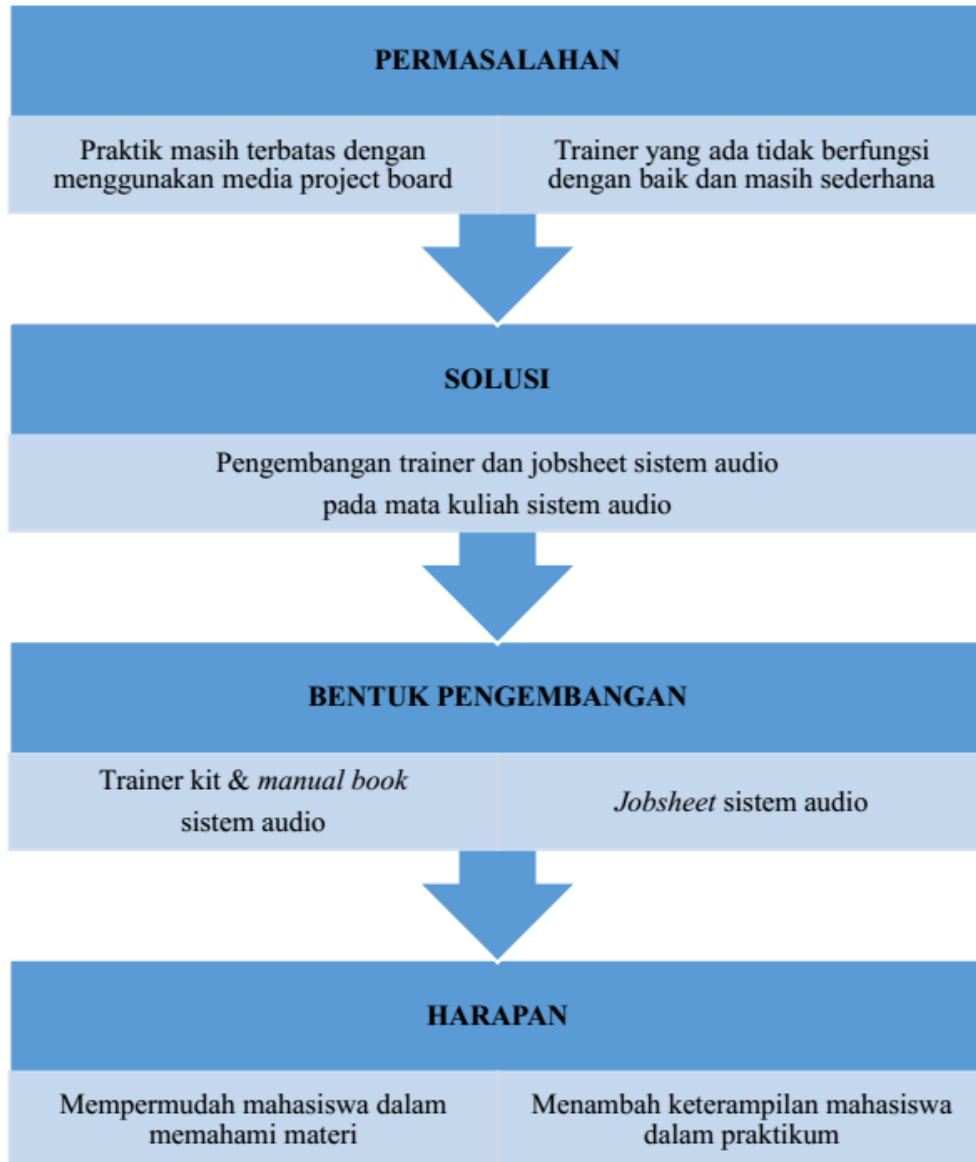 PERMASALAHAN
Praktik masih terbatas dengan
menggunakan media project board
Trainer yang ada tidak berfungsi
dengan baik dan masih sederhana
SOLUSI
Pengembangan trainer dan jobsheet sistem audio
pada mata kuliah sistem audio
BENTUK PENGEMBANGAN
Trainer kit & manual book
sistem audio
Jobsheet sistem audio
HARAPAN
Mempermudah mahasiswa dalam
memahami materi
Menambah keterampilan mahasiswa
dalam praktikum